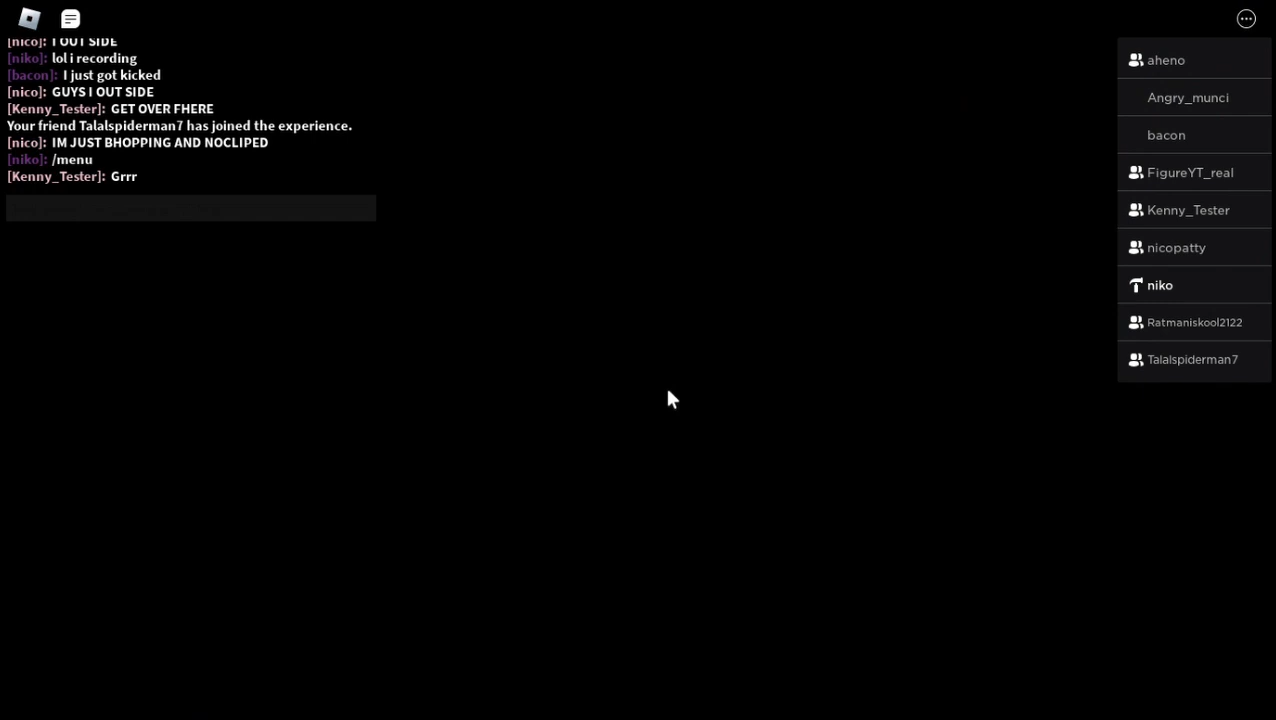 [nico]: I OUT SIDE
[niko]: lol i recording
[bacon]: I just got kicked
[nico]: GUYS I OUT SIDE
[Kenny_Tester]: GET OVER FHERE
Your friend Talalspiderman7 has joined the experience.
[nico]: IM JUST BHOPPING AND NOCLIPED
[niko]: /menu
[Kenny_Tester]: Grrr
aheno
Angry_munci
bacon
FigureYT_real
Kenny_Tester
nicopatty
niko
Ratmaniskool2122
Talalspiderman7